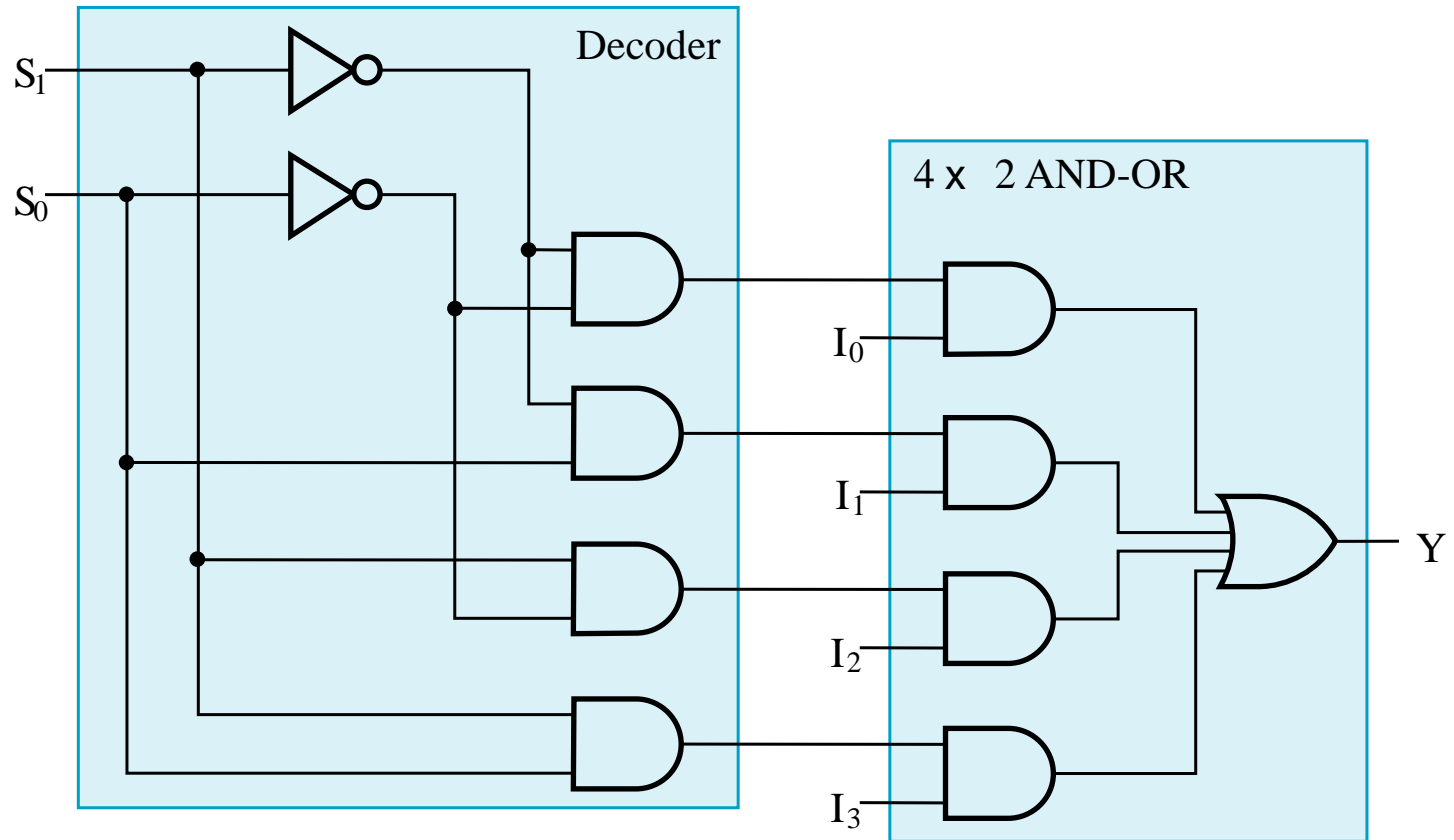 Decoder
S₁
S₀
4 x 2 AND-OR
I₀
I₁
Y
I₂
I₃